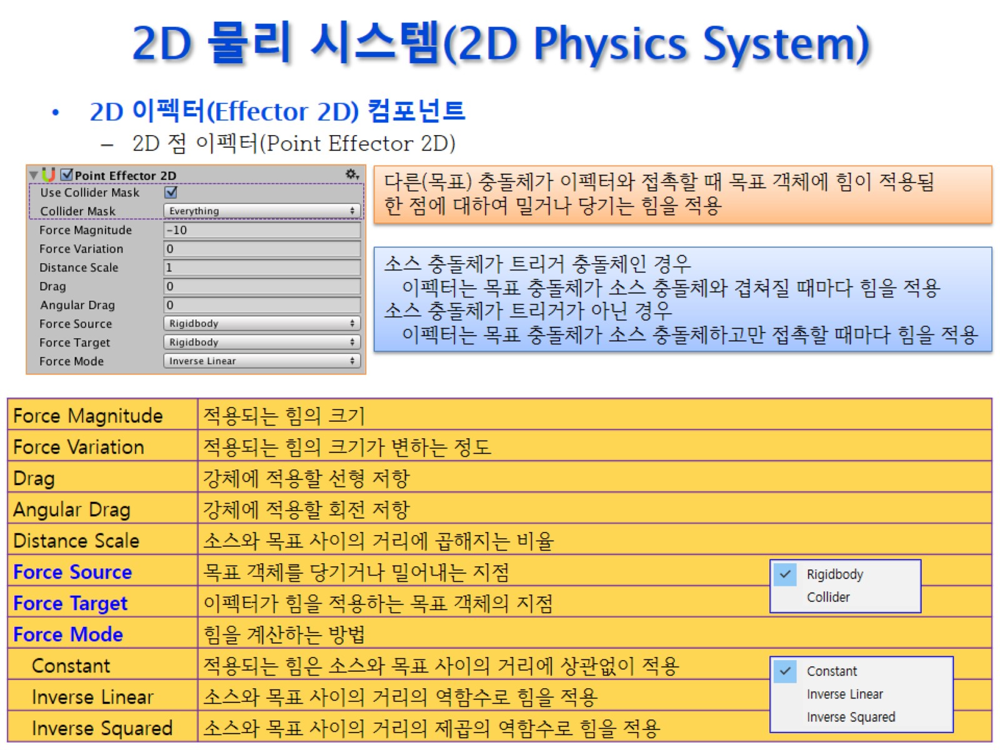 2D 물리 시스템(2D Physics System)
• 2D 이펙터(Effector 2D) 컴포넌트
– 2D 점 이펙터(Point Effector 2D)
Point Effector 2D
Use Collider Mask
Collider Mask Everything
Force Magnitude -10
Force Variation 0
Distance Scale 1
Drag 0
Angular Drag 0
Force Source Rigidbody
Force Target Rigidbody
Force Mode Inverse Linear
다른(목표) 충돌체가 이펙터와 접촉할 때 목표 객체에 힘이 적용됨
한 점에 대하여 밀거나 당기는 힘을 적용
소스 충돌체가 트리거 충돌체인 경우
이펙터는 목표 충돌체가 소스 충돌체와 겹쳐질 때마다 힘을 적용
소스 충돌체가 트리거가 아닌 경우
이펙터는 목표 충돌체가 소스 충돌체하고만 접촉할 때마다 힘을 적용
Force Magnitude 적용되는 힘의 크기
Force Variation 적용되는 힘의 크기가 변하는 정도
Drag 강체에 적용할 선형 저항
Angular Drag 강체에 적용할 회전 저항
Distance Scale 소스와 목표 사이의 거리에 곱해지는 비율
Force Source 목표 객체를 당기거나 밀어내는 지점
Force Target 이펙터가 힘을 적용하는 목표 객체의 지점
Rigidbody
Collider
Force Mode 힘을 계산하는 방법
Constant 적용되는 힘은 소스와 목표 사이의 거리에 상관없이 적용
Inverse Linear 소스와 목표 사이의 거리의 역함수로 힘을 적용
Inverse Squared 소스와 목표 사이의 거리의 제곱의 역함수로 힘을 적용
Constant
Inverse Linear
Inverse Squared